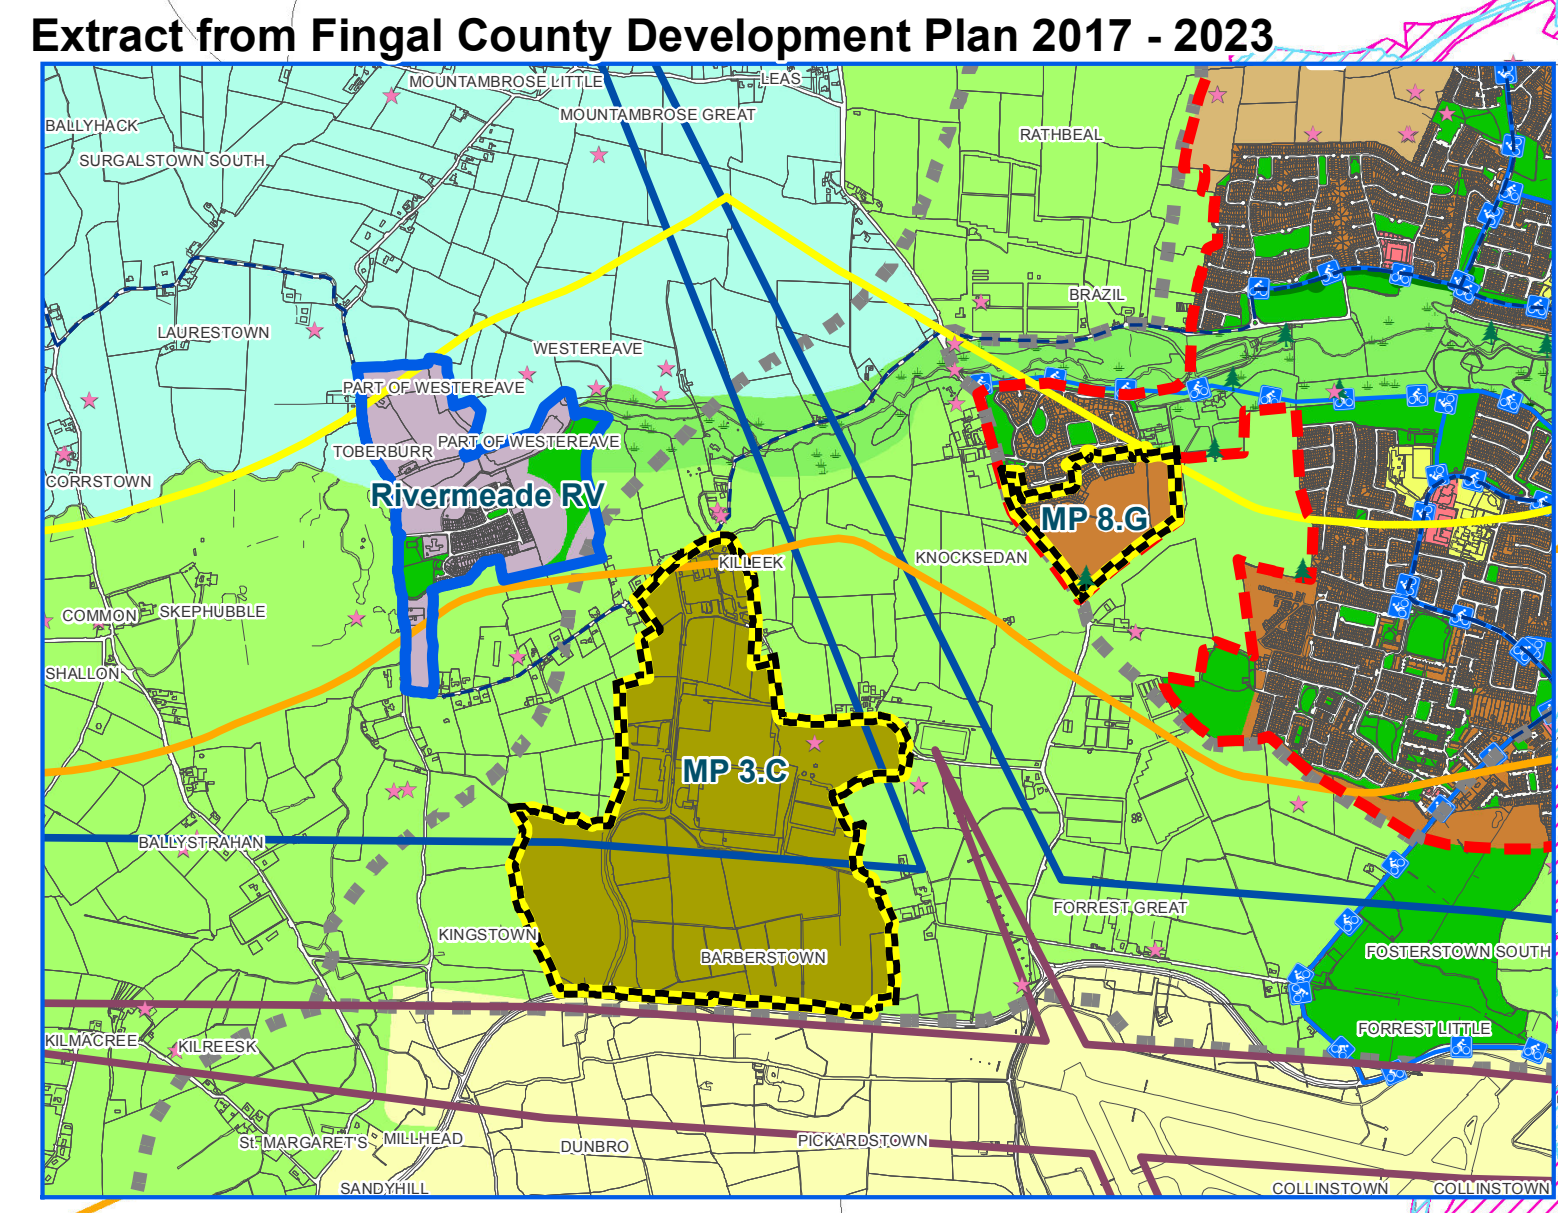 Extract from Fingal County Development Plan 2017 - 2023
MOUNTAMBROSE LITTLE
LEAS
MOUNTAMBROSE GREAT
BALLYHACK
RATHBEAL
SURGALSTOWN SOUTH
BRAZIL
LAURESTOWN
WESTEREAVE
PART OF WESTEREAVE
PART OF WESTEREAVE
TOBERBURR
CORRSTOWN
Rivermeade RV
MP 8.G
KILLEEK
KNOCKSEDAN
COMMON
SKEPHUBBLE
SHALLON
MP 3.C
BALLYSTRAHAN
FORREST GREAT
KINGSTOWN
BARBERSTOWN
FOSTERSTOWN SOUTH
FORREST LITTLE
KILMACREE
KILREESK
St. MARGARET'S
MILLHEAD
DUNBRO
PICKARDSTOWN
SANDYHILL
COLLINSTOWN
COLLINSTOWN